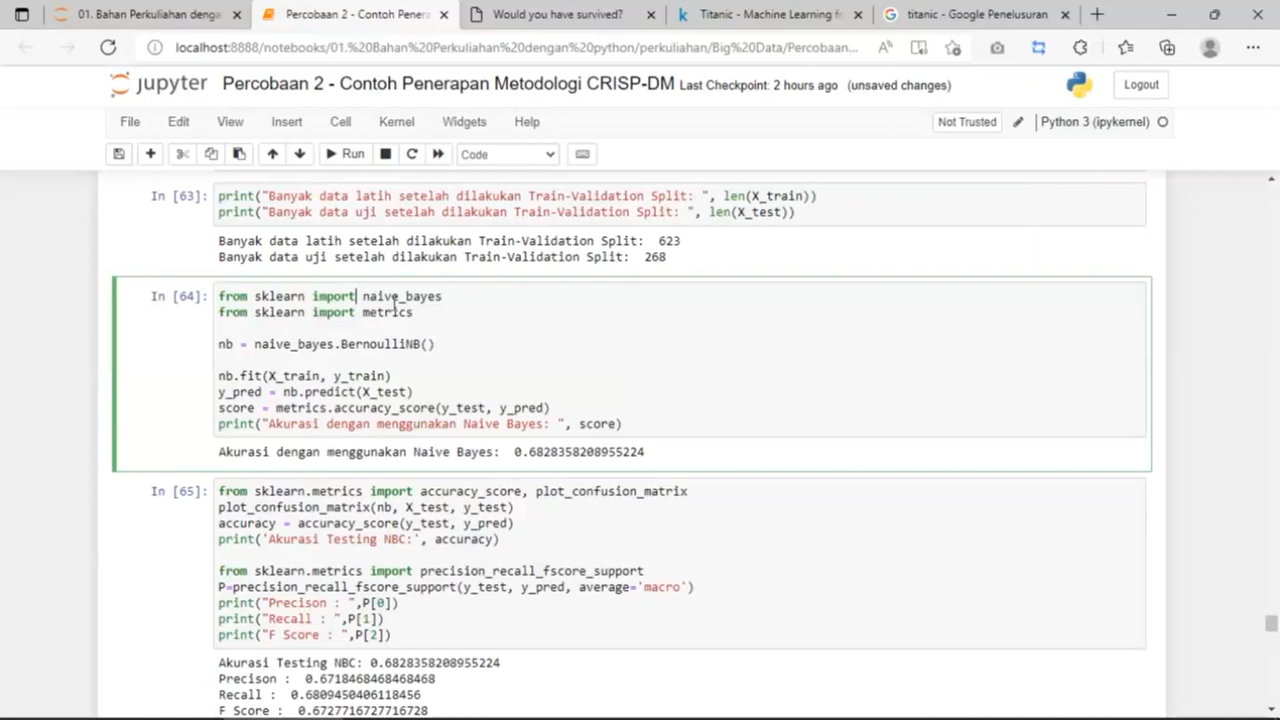 01. Bahan Perkuliahan denga
Percobaan 2 - Contoh Penera
Would you have survived?
Titanic - Machine Learning f
titanic - Google Penelusuran
localhost:8888/notebooks/01.%20Bahan%20Perkuliahan%20dengan%20python/perkuliahan/Big%20Data/Percobaan...
jupyter Percobaan 2 - Contoh Penerapan Metodologi CRISP-DM Last Checkpoint: 2 hours ago (unsaved changes) Logout
File Edit View Insert Cell Kernel Widgets Help Not Trusted Python 3 (ipykernel)
Run Code
In [63]: print("Banyak data latih setelah dilakukan Train-Validation Split: ", len(X_train))
print("Banyak data uji setelah dilakukan Train-Validation Split: ", len(X_test))
Banyak data latih setelah dilakukan Train-Validation Split:  623
Banyak data uji setelah dilakukan Train-Validation Split:  268
In [64]: from sklearn import naive_bayes
from sklearn import metrics
nb = naive_bayes.BernoulliNB()
nb.fit(X_train, y_train)
y_pred = nb.predict(X_test)
score = metrics.accuracy_score(y_test, y_pred)
print("Akurasi dengan menggunakan Naive Bayes: ", score)
Akurasi dengan menggunakan Naive Bayes:  0.6828358208955224
In [65]: from sklearn.metrics import accuracy_score, plot_confusion_matrix
plot_confusion_matrix(nb, X_test, y_test)
accuracy = accuracy_score(y_test, y_pred)
print('Akurasi Testing NBC:', accuracy)
from sklearn.metrics import precision_recall_fscore_support
P=precision_recall_fscore_support(y_test, y_pred, average='macro')
print("Precison : ",P[0])
print("Recall : ",P[1])
print("F Score : ",P[2])
Akurasi Testing NBC: 0.6828358208955224
Precison :  0.6718468468468468
Recall :  0.6809450406118456
F Score :  0.6727716727716728